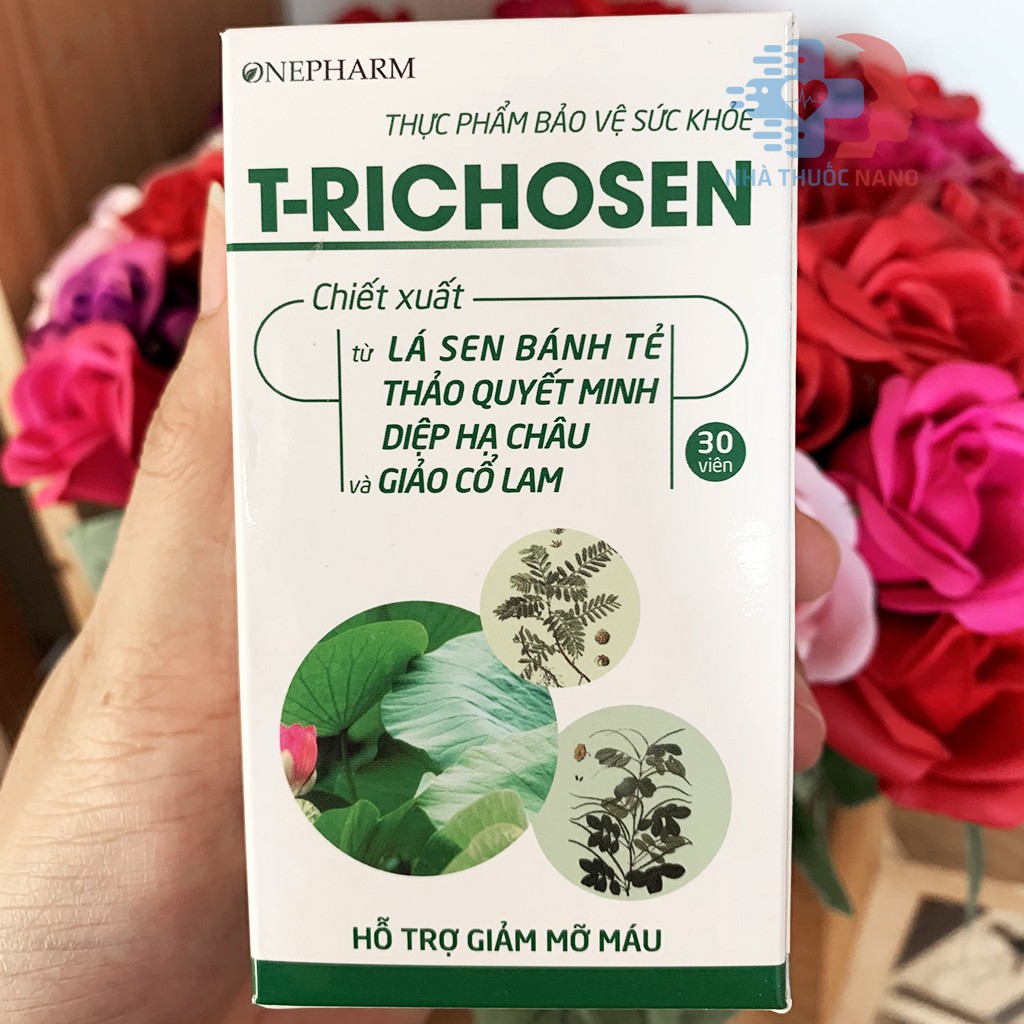 ONEPHARM
THỰC PHẨM BẢO VỆ SỨC KHỎE
NHÀ THUỐC NANO
T-RICHOSEN
Chiết xuất
từ LÁ SEN BÁNH TẺ
THẢO QUYẾT MINH
DIỆP HẠ CHÂU
và GIẢO CỔ LAM
30
viên
HỖ TRỢ GIẢM MỠ MÁU